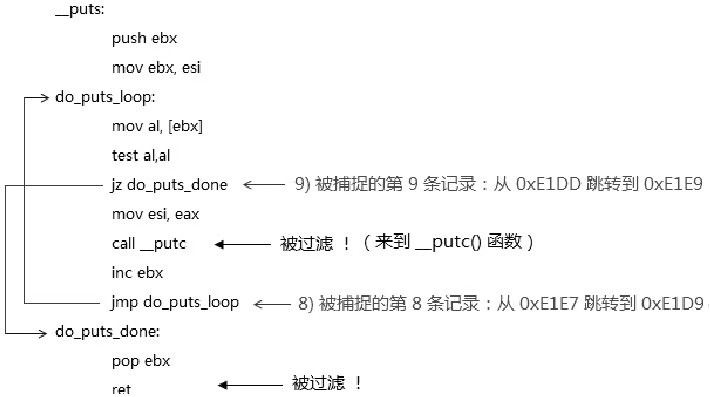 __puts:
push ebx
mov ebx, esi
do_puts_loop:
mov al, [ebx]
test al,al
jz do_puts_done 9) 被捕捉的第 9 条记录：从 0xE1DD 跳转到 0xE1E9
mov esi, eax
call __putc 被过滤 ！（来到 __putc() 函数）
inc ebx
jmp do_puts_loop 8) 被捕捉的第 8 条记录：从 0xE1E7 跳转到 0xE1D9
do_puts_done:
pop ebx
ret 被过滤 ！